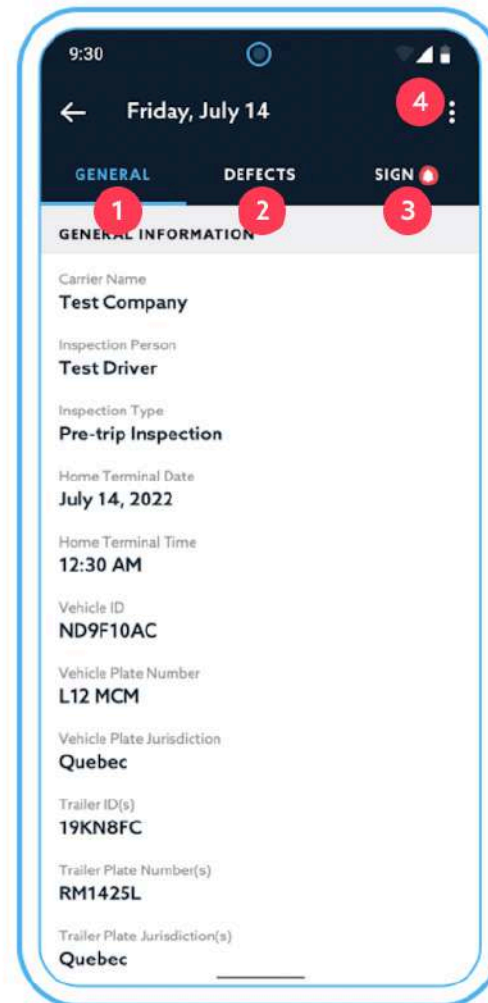 9:30
Friday, July 14
4
GENERAL DEFECTS SIGN
1 2 3
GENERAL INFORMATION
Carrier Name
Test Company
Inspection Person
Test Driver
Inspection Type
Pre-trip Inspection
Home Terminal Date
July 14, 2022
Home Terminal Time
12:30 AM
Vehicle ID
ND9F10AC
Vehicle Plate Number
L12 MCM
Vehicle Plate Jurisdiction
Quebec
Trailer ID(s)
19KN8FC
Trailer Plate Number(s)
RM1425L
Trailer Plate Jurisdiction(s)
Quebec